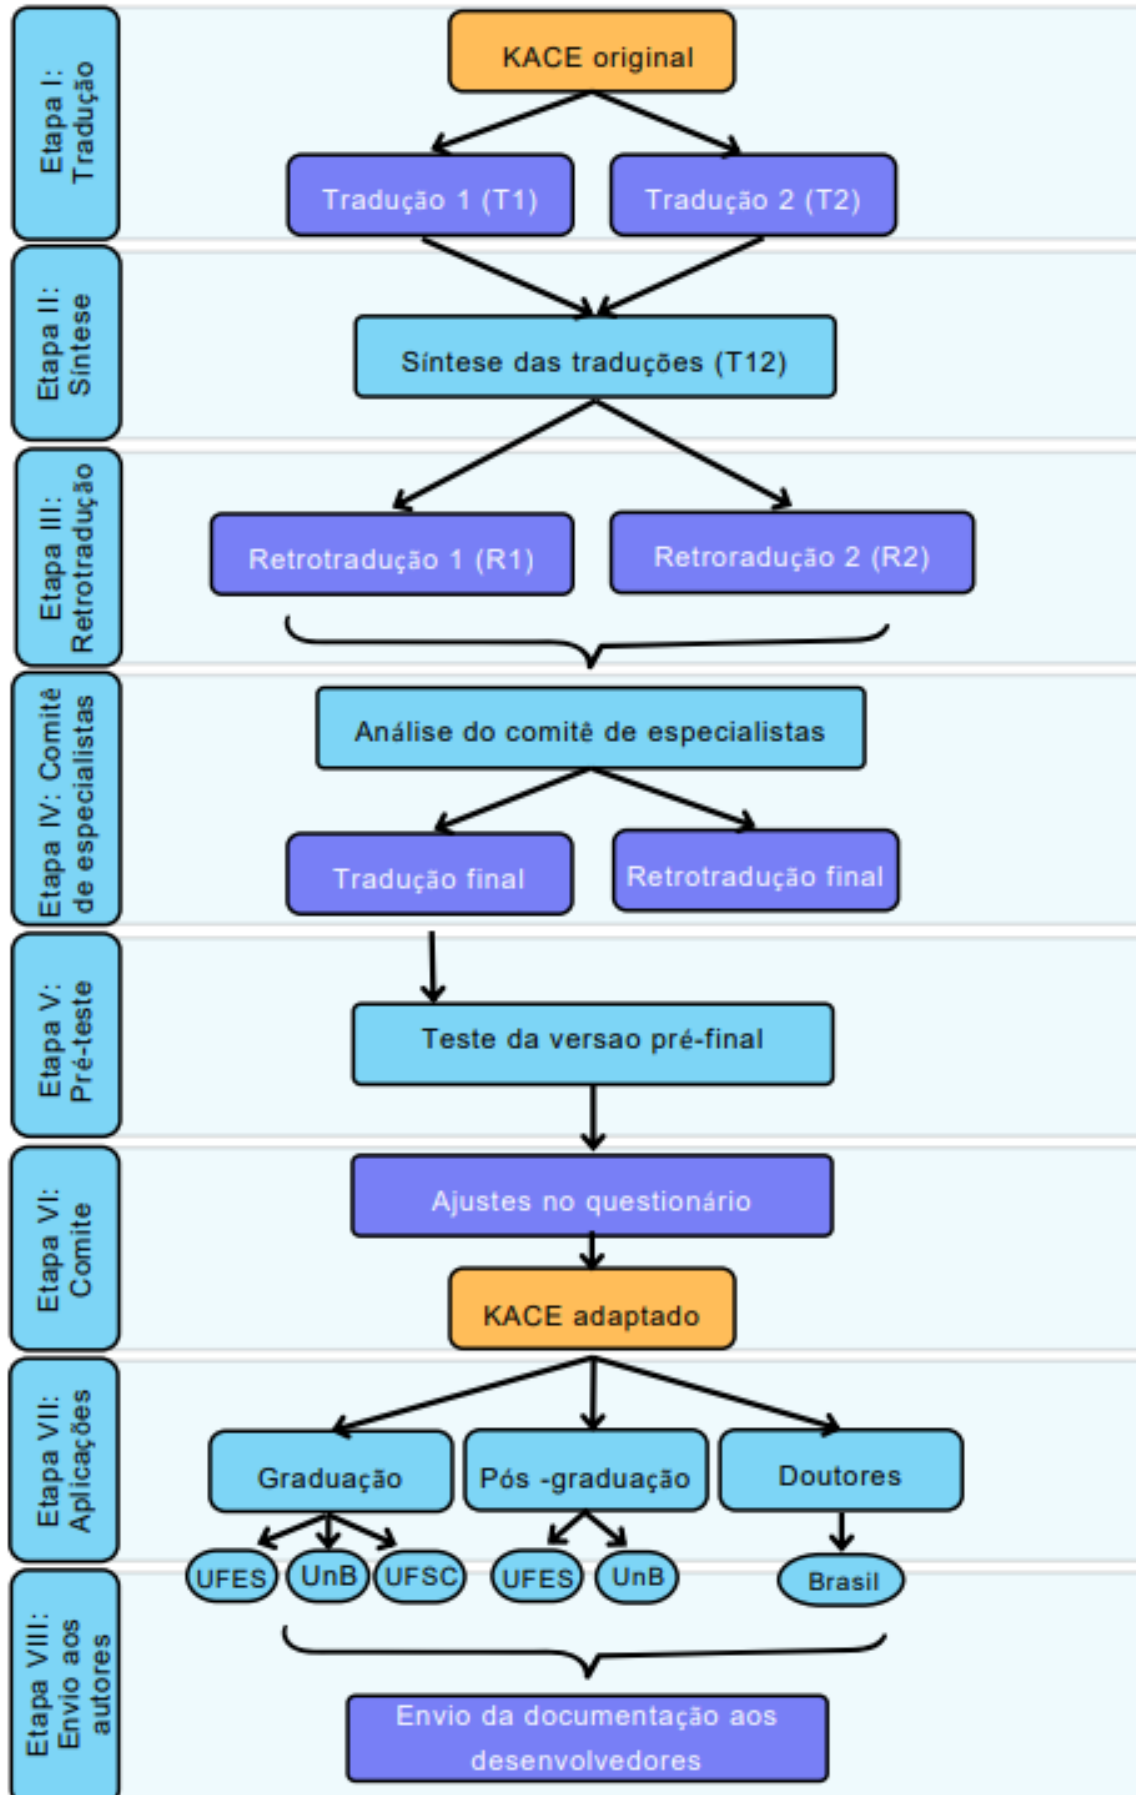 Etapa I:
Tradução
KACE original
Tradução 1 (T1)
Tradução 2 (T2)
Etapa II:
Síntese
Síntese das traduções (T12)
Etapa III:
Retrotradução
Retrotradução 1 (R1)
Retroradução 2 (R2)
Etapa IV: Comitê
de especialistas
Análise do comitê de especialistas
Tradução final
Retrotradução final
Etapa V:
Pré-teste
Teste da versao pré-final
Etapa VI:
Comite
Ajustes no questionário
KACE adaptado
Etapa VII:
Aplicações
Graduação
Pós -graduação
Doutores
UFES
UnB
UFSC
UFES
UnB
Brasil
Etapa VIII:
Envio aos
autores
Envio da documentação aos
desenvolvedores